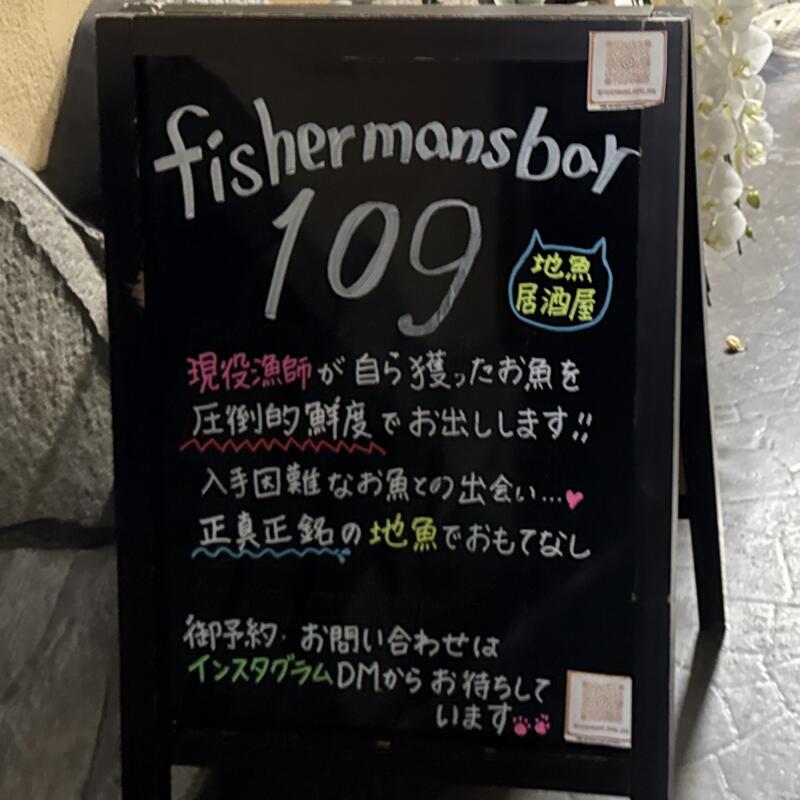 fishermansbar
109
地魚
居酒屋
現役漁師が自ら獲ったお魚を
圧倒的鮮度でお出しします!!
入手因難なお魚との出会い…♥
正真正銘の地魚でおもてなし
御予約・お問い合わせは
インスタグラムDMからお待ちして
います